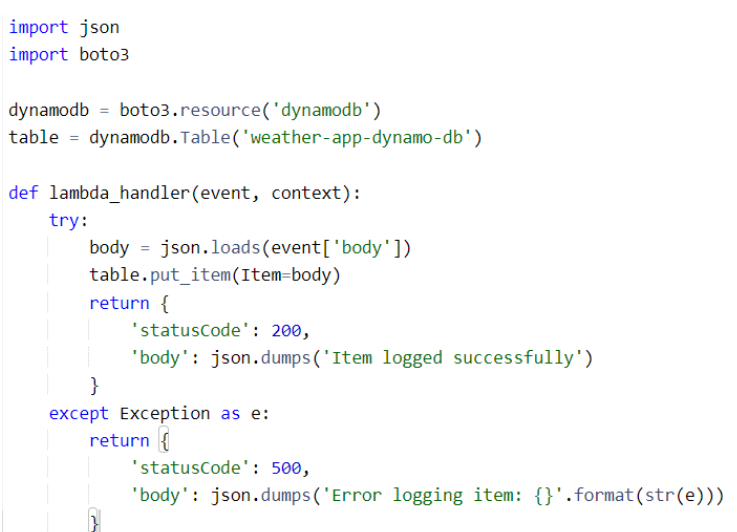 import json
import boto3

dynamodb = boto3.resource('dynamodb')
table = dynamodb.Table('weather-app-dynamo-db')

def lambda_handler(event, context):
    try:
        body = json.loads(event['body'])
        table.put_item(Item=body)
        return {
            'statusCode': 200,
            'body': json.dumps('Item logged successfully')
        }
    except Exception as e:
        return {
            'statusCode': 500,
            'body': json.dumps('Error logging item: {}'.format(str(e)))
        }